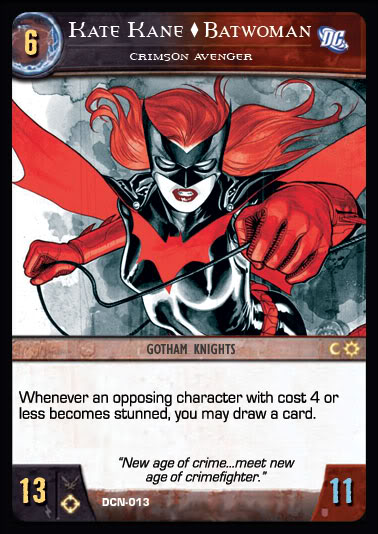 6
KATE KANE ♦ BATWOMAN
DC
CRIMSON AVENGER
GOTHAM KNIGHTS
Whenever an opposing character with cost 4 or
less becomes stunned, you may draw a card.
"New age of crime...meet new
age of crimefighter."
13
DCN-013
11